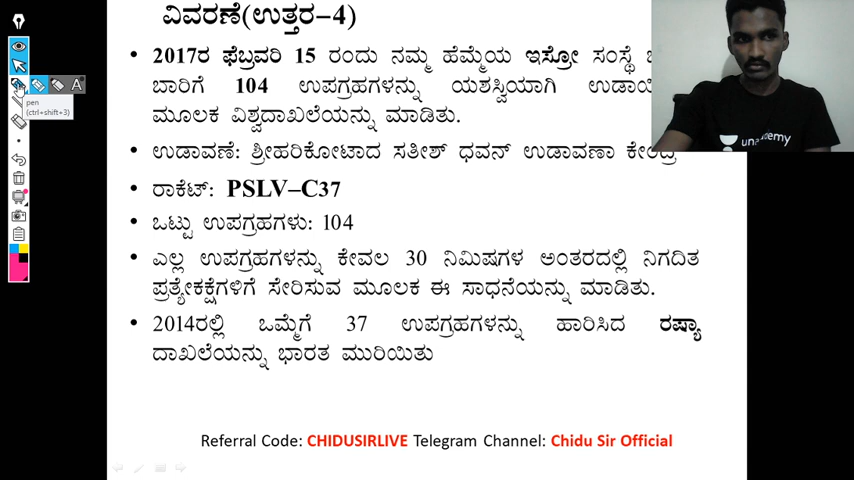 ವಿವರಣೆ(ಉತ್ತರ-4)
• 2017ರ ಫೆಬ್ರವರಿ 15 ರಂದು ನಮ್ಮ ಹೆಮ್ಮೆಯ ಇಸ್ರೋ ಸಂಸ್ಥೆ
ಬಾರಿಗೆ 104 ಉಪಗ್ರಹಗಳನ್ನು ಯಶಸ್ವಿಯಾಗಿ
ಮೂಲಕ ವಿಶ್ವದಾಖಲೆಯನ್ನು ಮಾಡಿತು.
• ಉಡಾವಣೆ: ಶ್ರೀಹರಿಕೋಟಾದ ಸತೀಶ್ ಧವನ್ ಉಡಾವಣಾ ಕೇಂದ್ರ
• ರಾಕೆಟ್: PSLV-C37
• ಒಟ್ಟು ಉಪಗ್ರಹಗಳು: 104
• ಎಲ್ಲ ಉಪಗ್ರಹಗಳನ್ನು ಕೇವಲ 30 ನಿಮಿಷಗಳ ಅಂತರದಲ್ಲಿ ನಿಗದಿತ
ಪ್ರತ್ಯೇಕಕ್ಷೆಗಳಿಗೆ ಸೇರಿಸುವ ಮೂಲಕ ಈ ಸಾಧನೆಯನ್ನು ಮಾಡಿತು.
• 2014ರಲ್ಲಿ ಒಮ್ಮೆಗೆ 37 ಉಪಗ್ರಹಗಳನ್ನು ಹಾರಿಸಿದ ರಷ್ಯಾ
ದಾಖಲೆಯನ್ನು ಭಾರತ ಮುರಿಯಿತು
Referral Code: CHIDUSIRLIVE Telegram Channel: Chidu Sir Official
A
pen
(ctrl+shift+3)